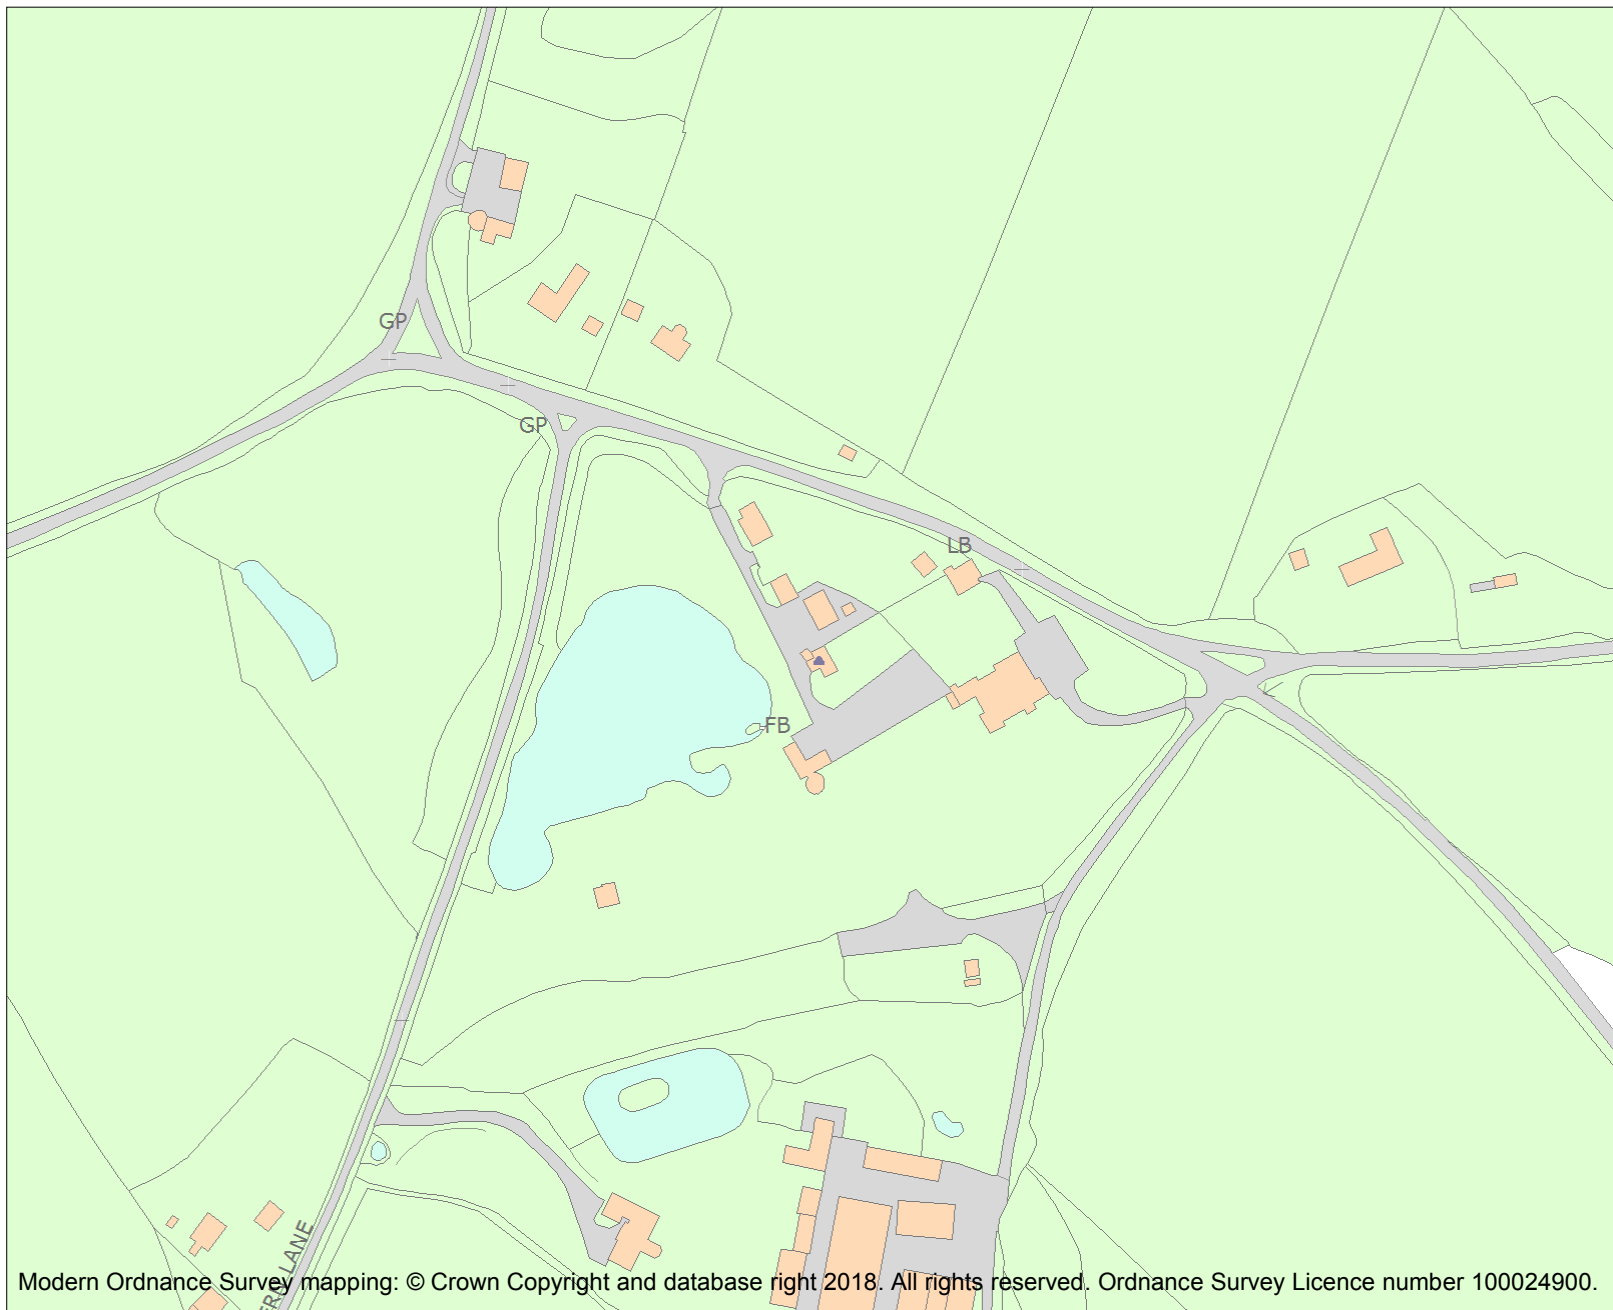 GP
GP
LB
FB
LANE
Modern Ordnance Survey mapping: © Crown Copyright and database right 2018. All rights reserved. Ordnance Survey Licence number 100024900.